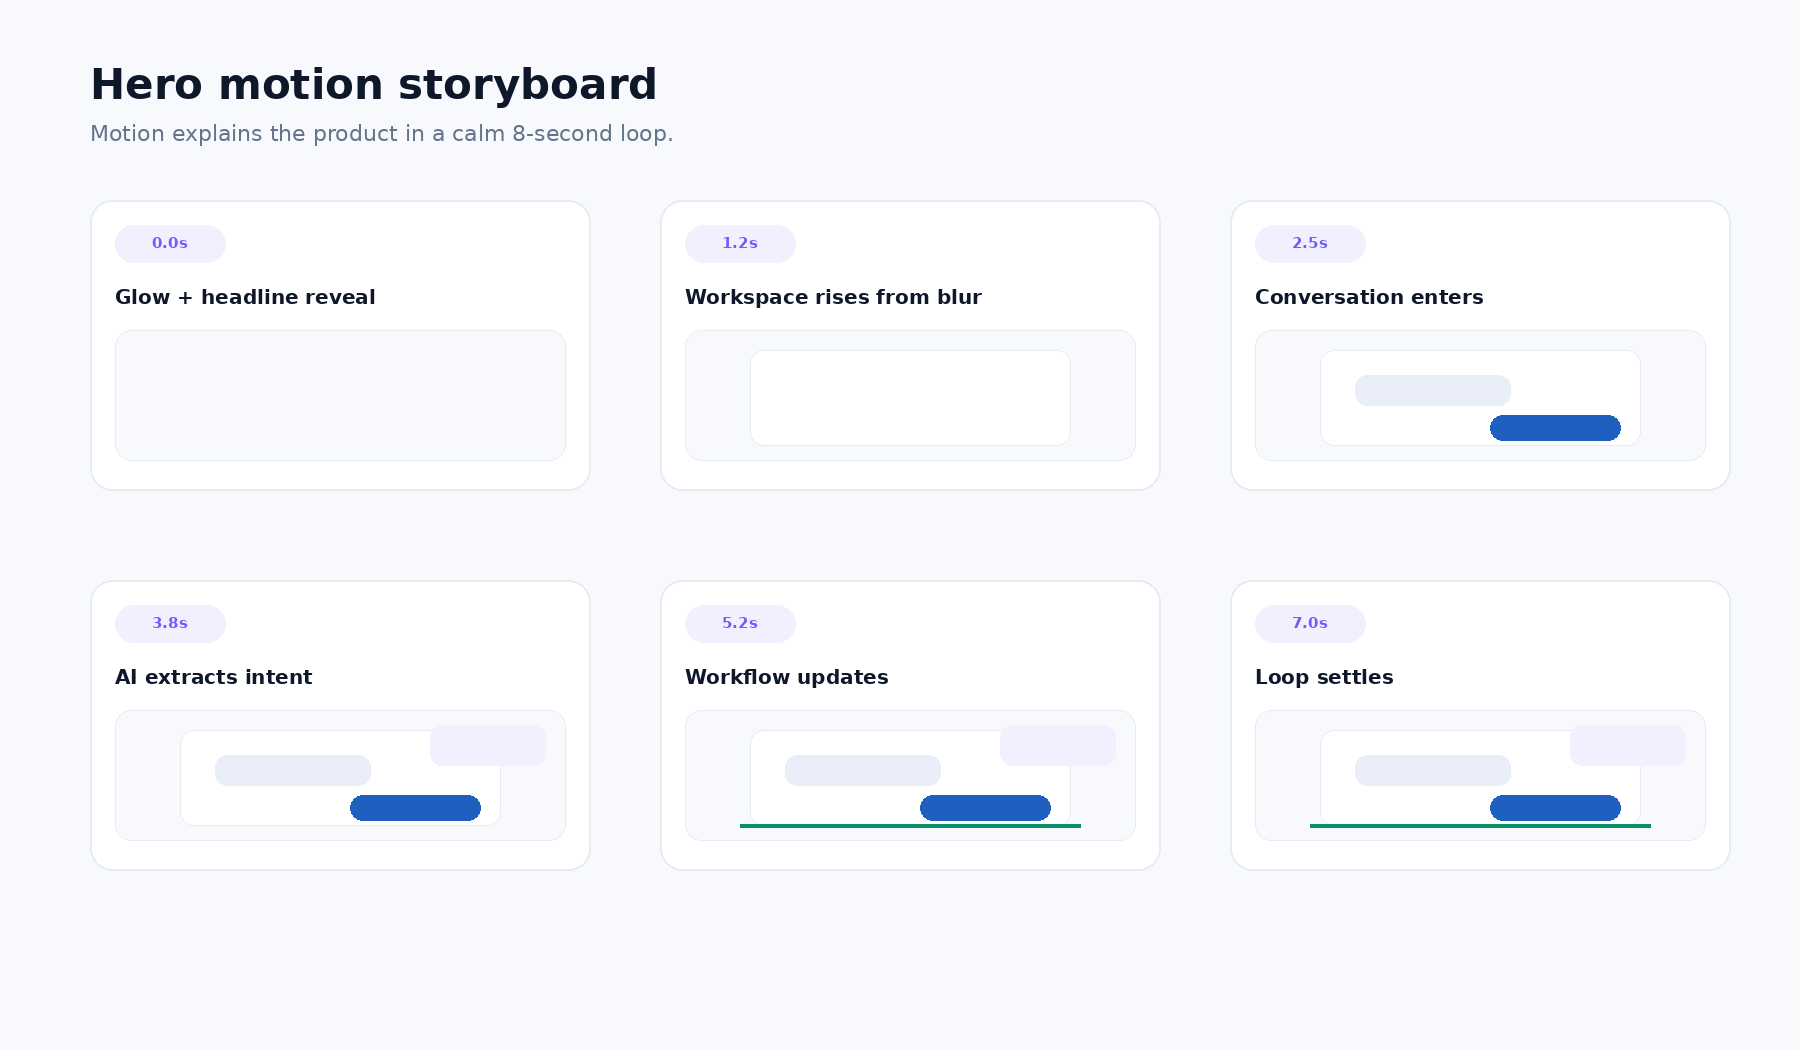 Hero motion storyboard
Motion explains the product in a calm 8-second loop.
0.0s
Glow + headline reveal
1.2s
Workspace rises from blur
2.5s
Conversation enters
3.8s
AI extracts intent
5.2s
Workflow updates
7.0s
Loop settles